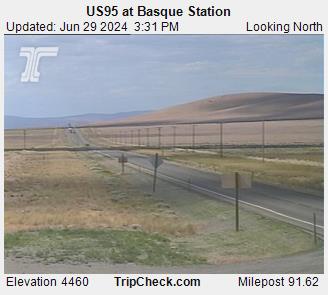 US95 at Basque Station
Updated: Jun 29 2024  3:31 PM
Looking North
Elevation 4460
TripCheck.com
Milepost 91.62